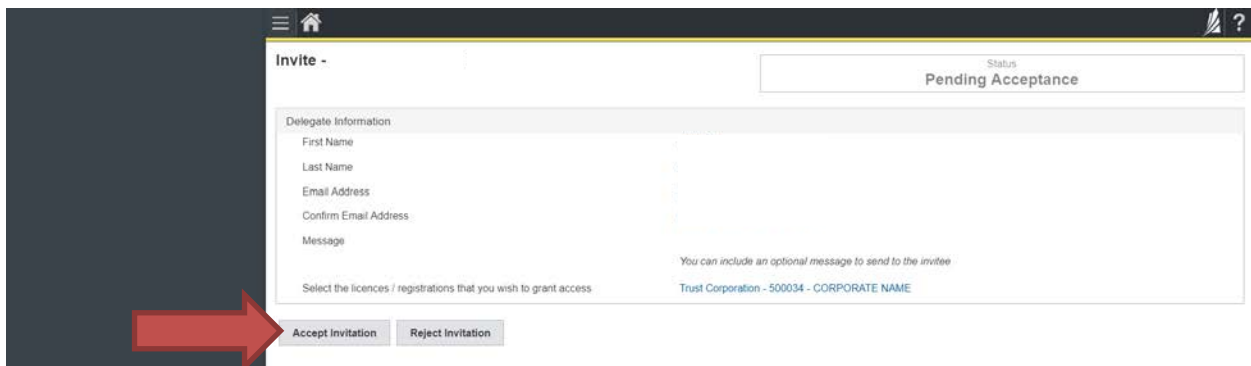 ?
Invite -
Status
Pending Acceptance
Delegate Information
First Name
Last Name
Email Address
Confirm Email Address
Message
You can include an optional message to send to the invitee
Select the licences / registrations that you wish to grant access Trust Corporation - 500034 - CORPORATE NAME
Accept Invitation Reject Invitation